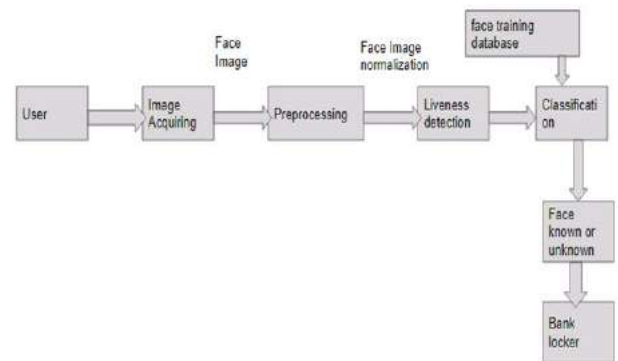 face training
database
Face
Image
Face Image
normalization
User
Image
Acquiring
Preprocessing
Liveness
detection
Classificati
on
Face
known or
unknown
Bank
locker